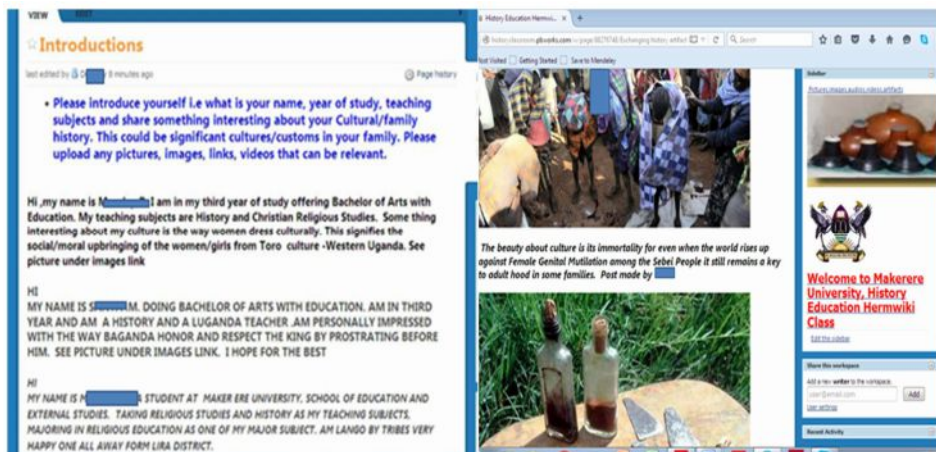 VIEW
EDIT
Introductions
last edited by
8 minutes ago
Page history
• Please introduce yourself i.e what is your name, year of study, teaching
subjects and share something interesting about your Cultural/family
history. This could be significant cultures/customs in your family. Please
upload any pictures, images, links, videos that can be relevant.
Hi ,my name is I am in my third year of study offering Bachelor of Arts with
Education. My teaching subjects are History and Christian Religious Studies. Some thing
interesting about my culture is the way women dress culturally. This signifies the
social/moral upbringing of the women/girls from Toro culture -Western Uganda. See
picture under images link
HI
MY NAME IS S M. DOING BACHELOR OF ARTS WITH EDUCATION. AM IN THIRD
YEAR AND AM A HISTORY AND A LUGANDA TEACHER .AM PERSONALLY IMPRESSED
WITH THE WAY BAGANDA HONOR AND RESPECT THE KING BY PROSTRATING BEFORE
HIM. SEE PICTURE UNDER IMAGES LINK. I HOPE FOR THE BEST
HI
MY NAME IS A STUDENT AT MAKER ERE UNIVERSITY, SCHOOL OF EDUCATION AND
EXTERNAL STUDIES. TAKING RELIGIOUS STUDIES AND HISTORY AS MY TEACHING SUBJECTS,
MAJORING IN RELIGIOUS EDUCATION AS ONE OF MY MAJOR SUBJECT. AM LANGO BY TRIBES VERY
HAPPY ONE ALL AWAY FORM LIRA DISTRICT.
History Education Hermwi... ×
Search
Most Visited Getting Started Save to Mendeley
The beauty about culture is its immortality for even when the world rises up
against Female Genital Mutilation among the Sebei People it still remains a key
to adult hood in some families. Post made by
SideBar
Welcome to Makerere
University, History
Education Hermwiki
Class
Edit the sidebar
Share this workspace
Add a new writer to the workspace.
user@email.com
Add
User settings
Recent Activity